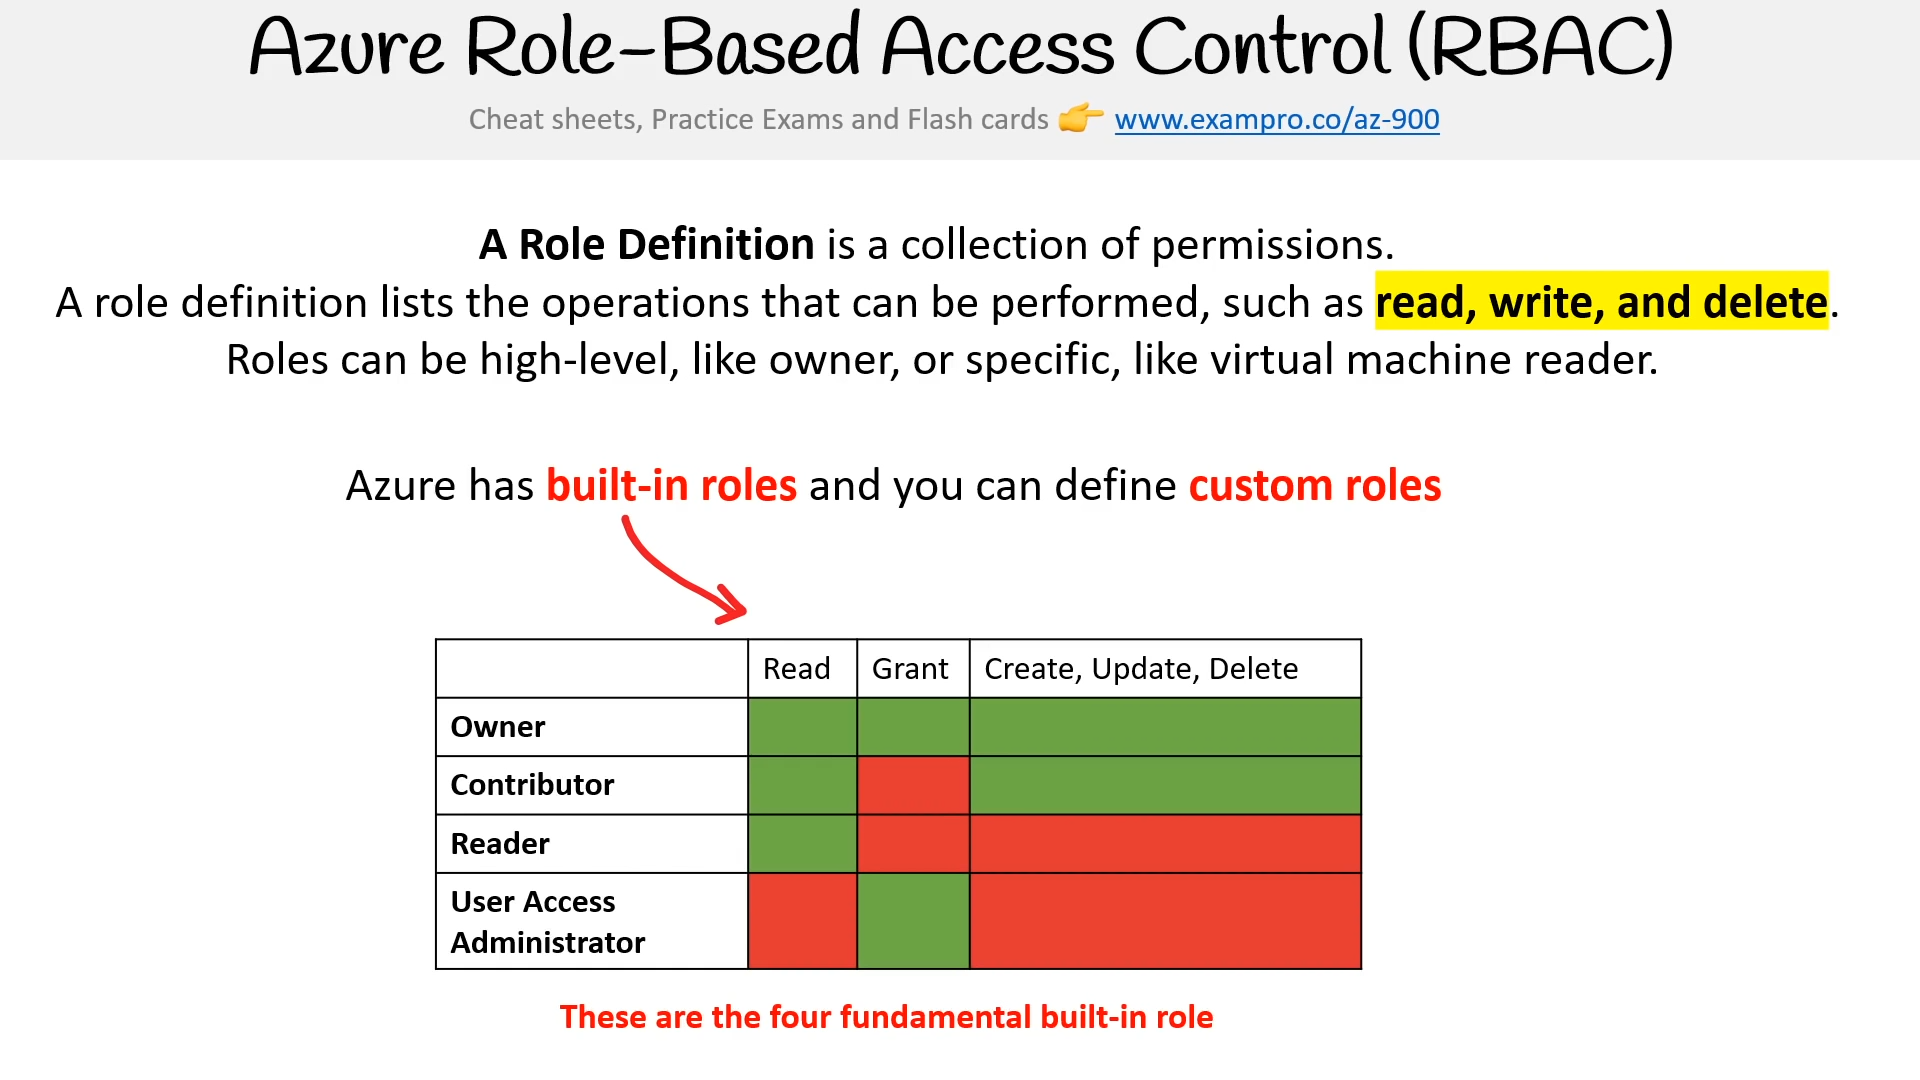 Azure Role-Based Access Control (RBAC)
Cheat sheets, Practice Exams and Flash cards 👉 www.exampro.co/az-900
A Role Definition is a collection of permissions.
A role definition lists the operations that can be performed, such as read, write, and delete.
Roles can be high-level, like owner, or specific, like virtual machine reader.
Azure has built-in roles and you can define custom roles
Read Grant Create, Update, Delete
Owner
Contributor
Reader
User Access
Administrator
These are the four fundamental built-in role